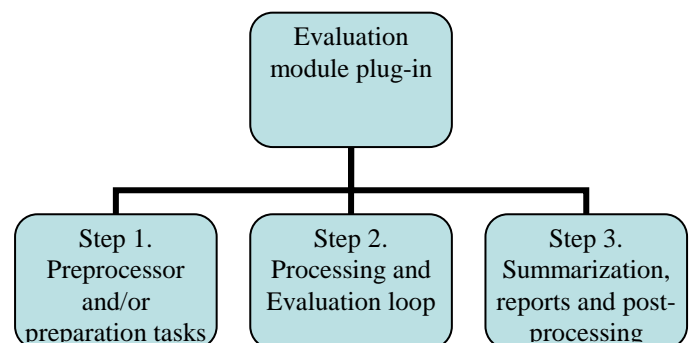 Evaluation
module plug-in
Step 1.
Preprocessor
and/or
preparation tasks
Step 2.
Processing and
Evaluation loop
Step 3.
Summarization,
reports and post-
processing